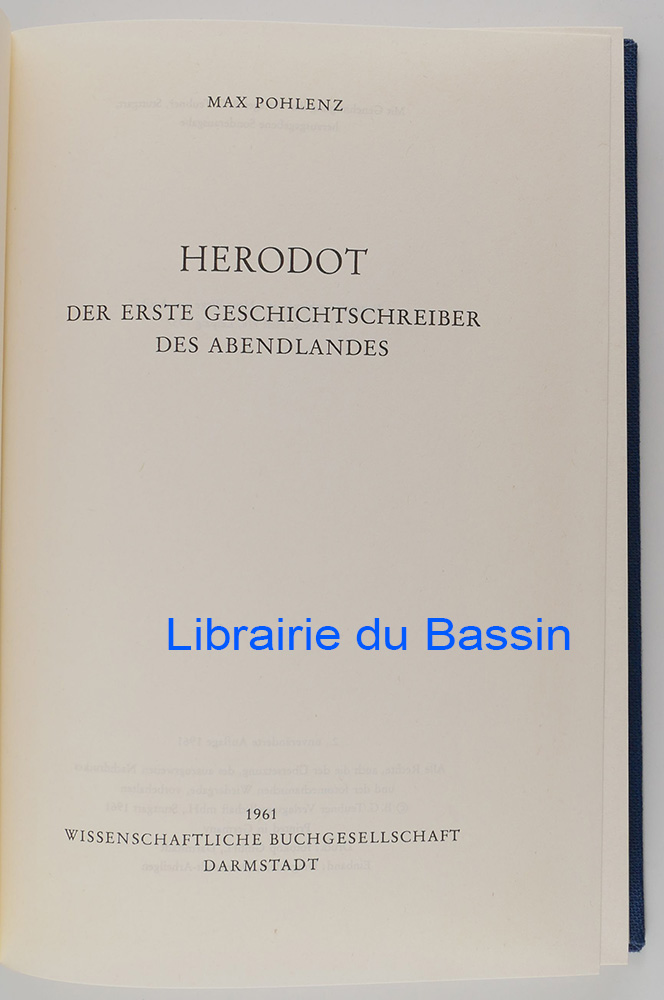 MAX POHLENZ
HERODOT
DER ERSTE GESCHICHTSCHREIBER
DES ABENDLANDES
Librairie du Bassin
1961
WISSENSCHAFTLICHE BUCHGESELLSCHAFT
DARMSTADT